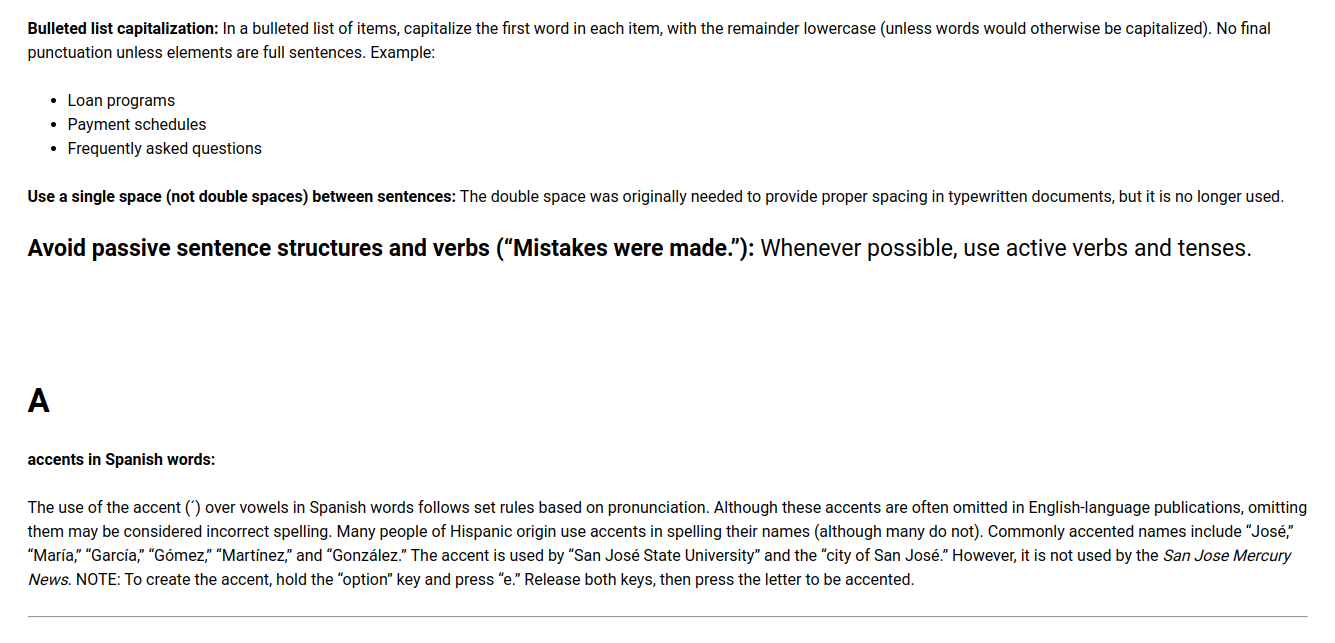 Bulleted list capitalization: In a bulleted list of items, capitalize the first word in each item, with the remainder lowercase (unless words would otherwise be capitalized). No final
punctuation unless elements are full sentences. Example:
• Loan programs
• Payment schedules
• Frequently asked questions
Use a single space (not double spaces) between sentences: The double space was originally needed to provide proper spacing in typewritten documents, but it is no longer used.
Avoid passive sentence structures and verbs (“Mistakes were made.”): Whenever possible, use active verbs and tenses.
A
accents in Spanish words:
The use of the accent (´) over vowels in Spanish words follows set rules based on pronunciation. Although these accents are often omitted in English-language publications, omitting
them may be considered incorrect spelling. Many people of Hispanic origin use accents in spelling their names (although many do not). Commonly accented names include “José,”
“María,” “García,” “Gómez,” “Martínez,” and “González.” The accent is used by “San José State University” and the “city of San José.” However, it is not used by the San Jose Mercury
News. NOTE: To create the accent, hold the “option” key and press “e.” Release both keys, then press the letter to be accented.